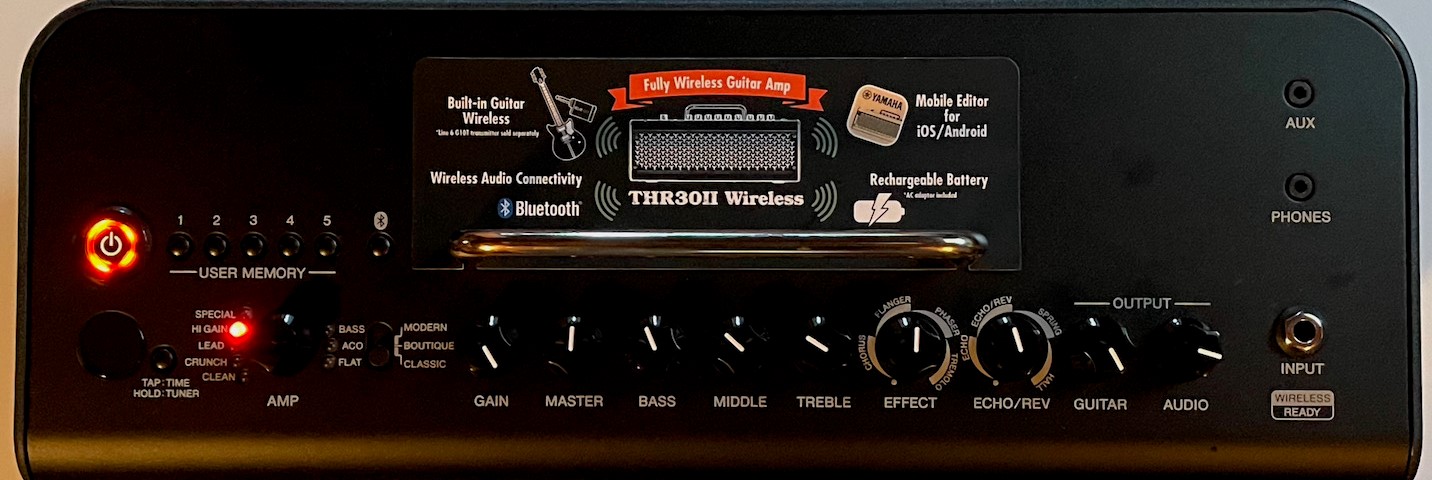 Fully Wireless Guitar Amp
Built-in Guitar
Wireless
*Line 6 G10T transmitter sold separately
YAMAHA
Mobile Editor
for
iOS/Android
Wireless Audio Connectivity
Bluetooth
THR30II Wireless
Rechargeable Battery
*AC adaptor included
AUX
PHONES
1 2 3 4 5
USER MEMORY
SPECIAL
HI GAIN
LEAD
CRUNCH
CLEAN
TAP:TIME
HOLD:TUNER
AMP
BASS
ACO
FLAT
MODERN
BOUTIQUE
CLASSIC
GAIN
MASTER
BASS
MIDDLE
TREBLE
CHORUS
FLANGER
PHASER
TREMOLO
EFFECT
ECHO
ECHO/REV
SPRING
HALL
ECHO/REV
OUTPUT
GUITAR
AUDIO
INPUT
WIRELESS
READY